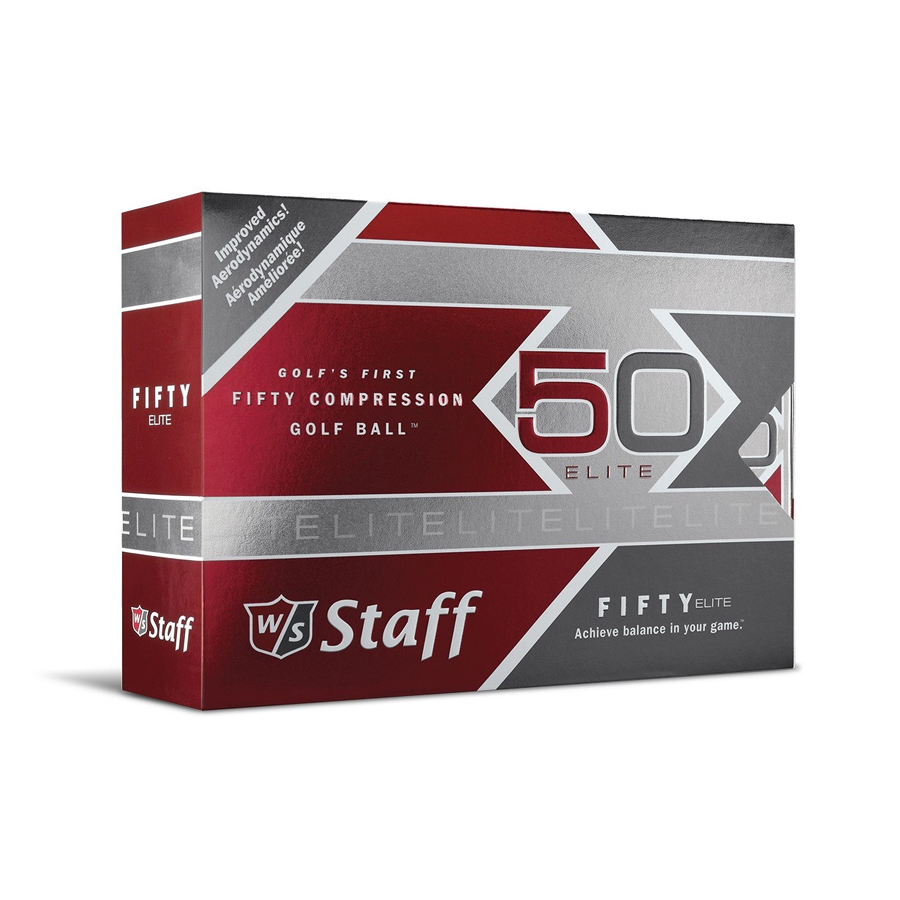 Improved
Aerodynamics!
Aérodynamique
Améliorée!
GOLF'S FIRST
FIFTY COMPRESSION
GOLF BALL™
50
ELITE
ELITEELITEELITEELITEELITE
W/S Staff
FIFTY ELITE
Achieve balance in your game.™
FIFTY
ELITE
ELITE
W/S Staff